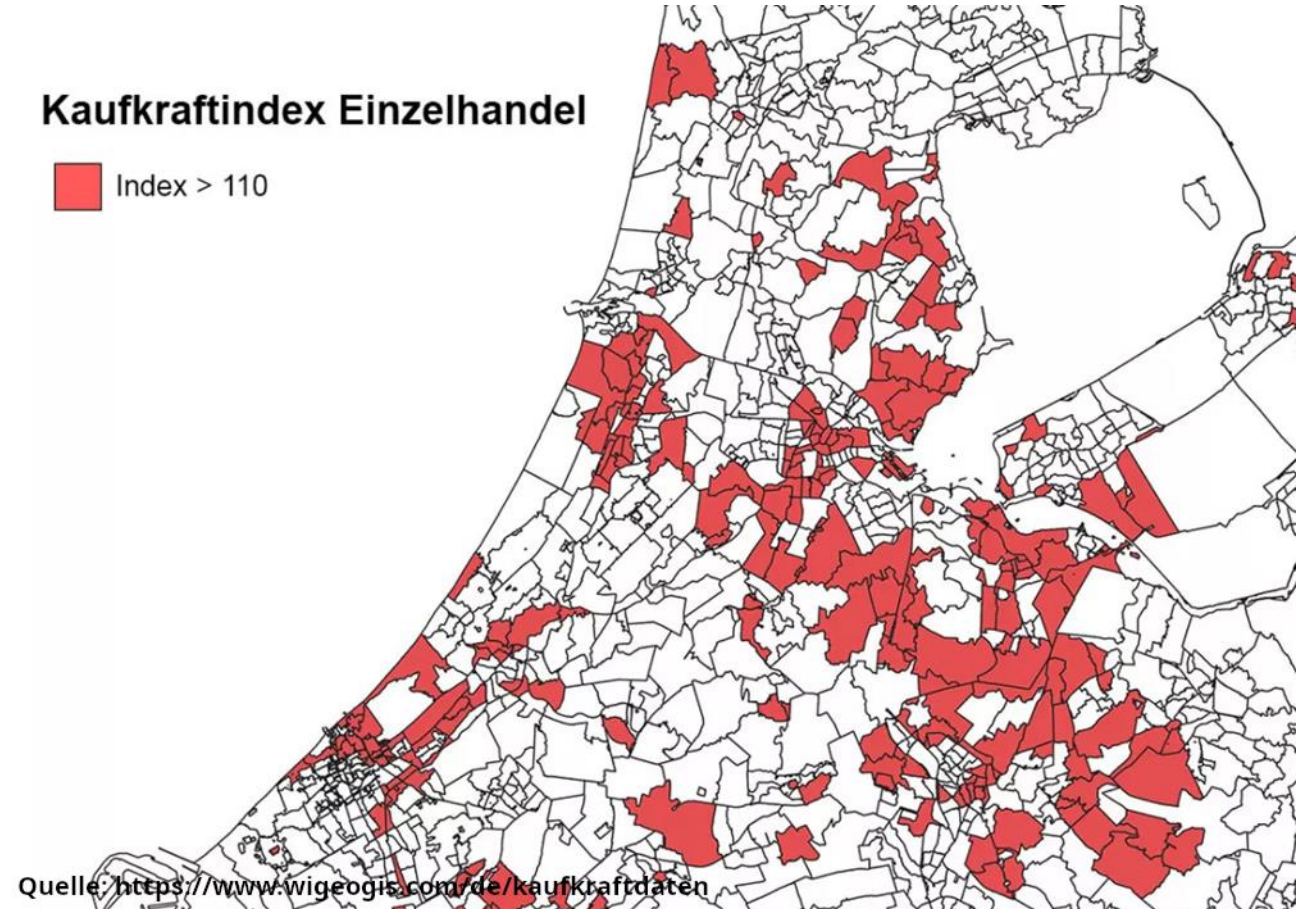 Kaufkraftindex Einzelhandel
Index > 110
Quelle: https://www.wigeogis.com/de/kaufkraftdaten